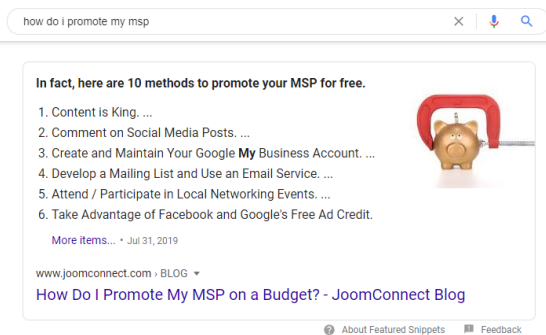 how do i promote my msp
In fact, here are 10 methods to promote your MSP for free.
1. Content is King. ...
2. Comment on Social Media Posts. ...
3. Create and Maintain Your Google My Business Account. ...
4. Develop a Mailing List and Use an Email Service. ...
5. Attend / Participate in Local Networking Events. ...
6. Take Advantage of Facebook and Google's Free Ad Credit.
More items... • Jul 31, 2019
www.joomconnect.com › BLOG
How Do I Promote My MSP on a Budget? - JoomConnect Blog
About Featured Snippets Feedback